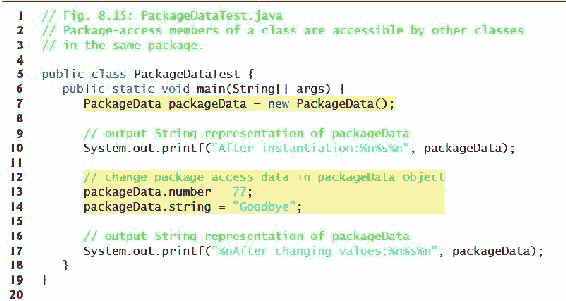 1 // Fig. 8.15: PackageDataTest.java
2 // Package-access members of a class are accessible by other classes
3 // in the same package.
4
5 public class PackageDataTest {
6 public static void main(String[] args) {
7 PackageData packageData = new PackageData();
8
9 // output String representation of packageData
10 System.out.printf("After instantiation:%n%s%n", packageData);
11
12 // change package access data in packageData object
13 packageData.number = 77;
14 packageData.string = "Goodbye";
15
16 // output String representation of packageData
17 System.out.printf("%nAfter changing values:%n%s%n", packageData);
18 }
19 }
20